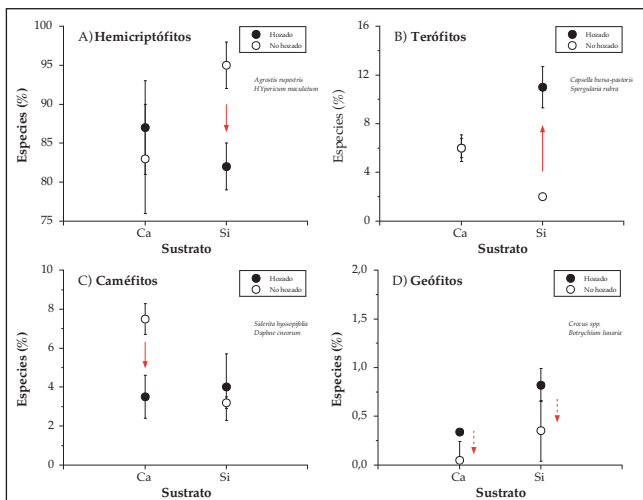 A) Hemicriptófitos
Hozado
No hozado
Agrostis rupestris
HYpericum maculatum
Especies (%)
100
95
90
85
80
75
Ca
Si
Sustrato
B) Terófitos
Hozado
No hozado
Capsella bursa-pastoris
Spergularia rubra
Especies (%)
16
12
8
4
0
Ca
Si
Sustrato
C) Caméfitos
Hozado
No hozado
Siderita hyssopifolia
Daphne cneorum
Especies (%)
10
8
6
4
2
0
Ca
Si
Sustrato
D) Geófitos
Hozado
No hozado
Crocus spp.
Botrychium lunaria
Especies (%)
2,0
1,5
1,0
0,5
0,0
Ca
Si
Sustrato